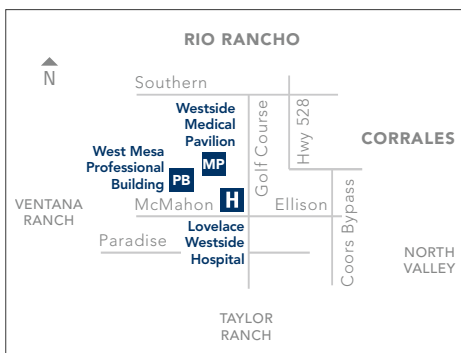 RIO RANCHO
N
Southern
Westside
Medical
Pavilion
MP
Golf Course
Hwy 528
CORRALES
West Mesa
Professional
Building
PB
VENTANA
RANCH
McMahon
H
Ellison
Lovelace
Westside
Hospital
Paradise
Coors Bypass
NORTH
VALLEY
TAYLOR
RANCH